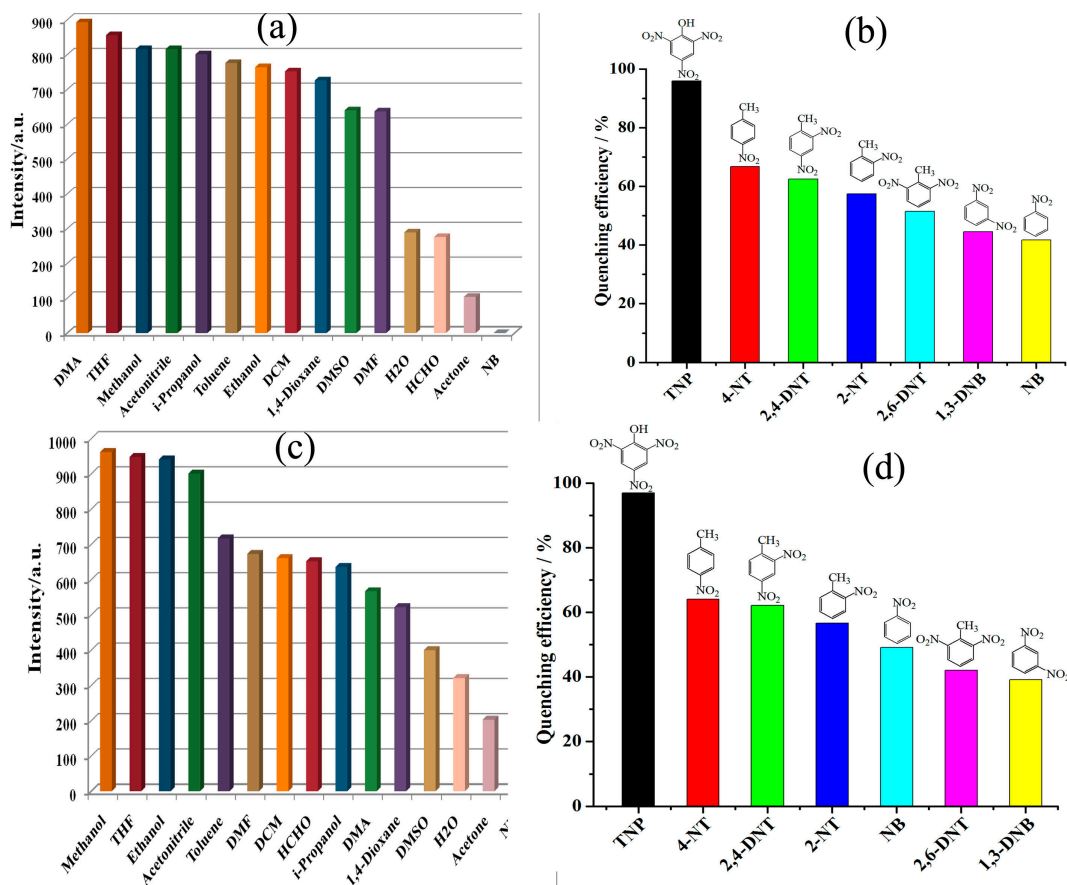 (a)
Intensity/a.u.
900
800
700
600
500
400
300
200
100
0
DMA
THF
Methanol
Acetonitrile
i-Propanol
Toluene
Ethanol
DCM
1,4-Dioxane
DMSO
DMF
H2O
HCHO
Acetone
NB
(b)
Quenching efficiency / %
100
80
60
40
20
0
OH
NO2 NO2
NO2
CH3
NO2
CH3
NO2
NO2
CH3
NO2
CH3
NO2 NO2
NO2
NO2
NO2
TNP
4-NT
2,4-DNT
2-NT
2,6-DNT
1,3-DNB
NB
(c)
Intensity/a.u.
1000
900
800
700
600
500
400
300
200
100
0
Methanol
THF
Ethanol
Acetonitrile
Toluene
DMF
DCM
HCHO
i-Propanol
DMA
1,4-Dioxane
DMSO
H2O
Acetone
(d)
Quenching efficiency / %
100
80
60
40
20
0
OH
NO2 NO2
NO2
CH3
NO2
CH3
NO2
NO2
CH3
NO2
NO2
CH3
NO2 NO2
NO2
NO2
TNP
4-NT
2,4-DNT
2-NT
NB
2,6-DNT
1,3-DNB